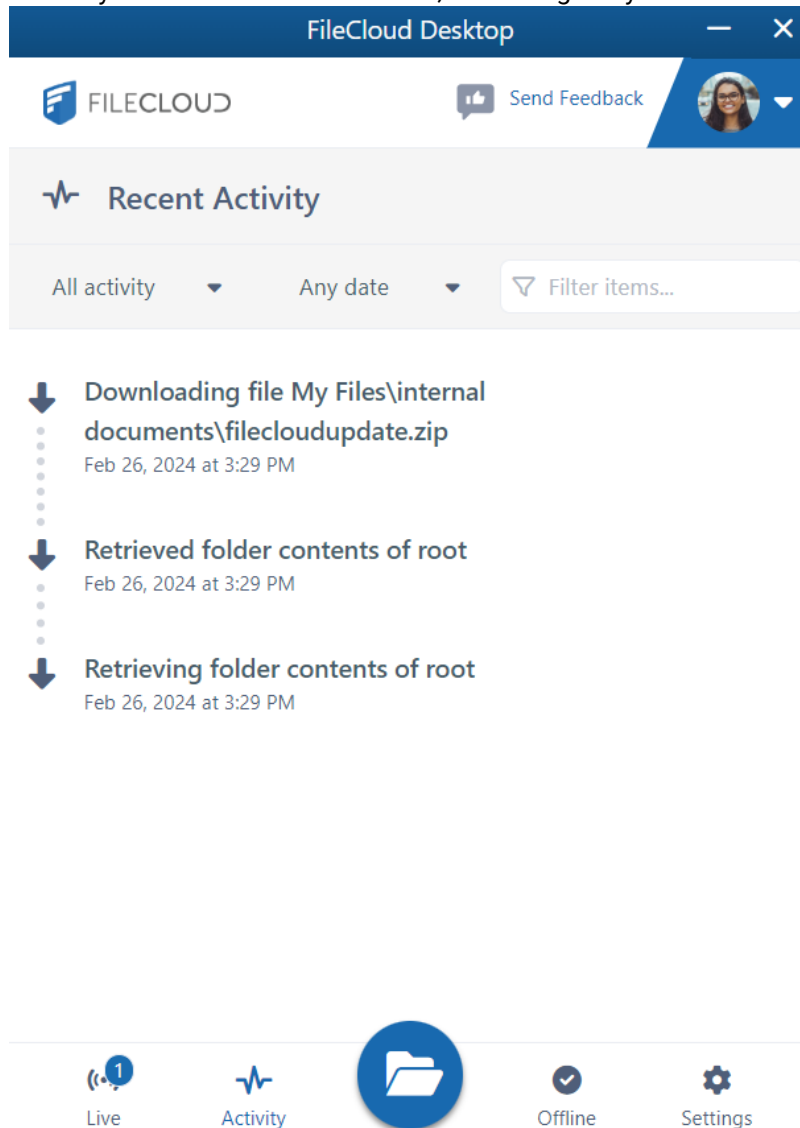 FileCloud Desktop
FILECLOUD
Send Feedback
Recent Activity
All activity
Any date
Filter items...
Downloading file My Files\internal
documents\filecloudupdate.zip
Feb 26, 2024 at 3:29 PM
Retrieved folder contents of root
Feb 26, 2024 at 3:29 PM
Retrieving folder contents of root
Feb 26, 2024 at 3:29 PM
1
Live
Activity
Offline
Settings